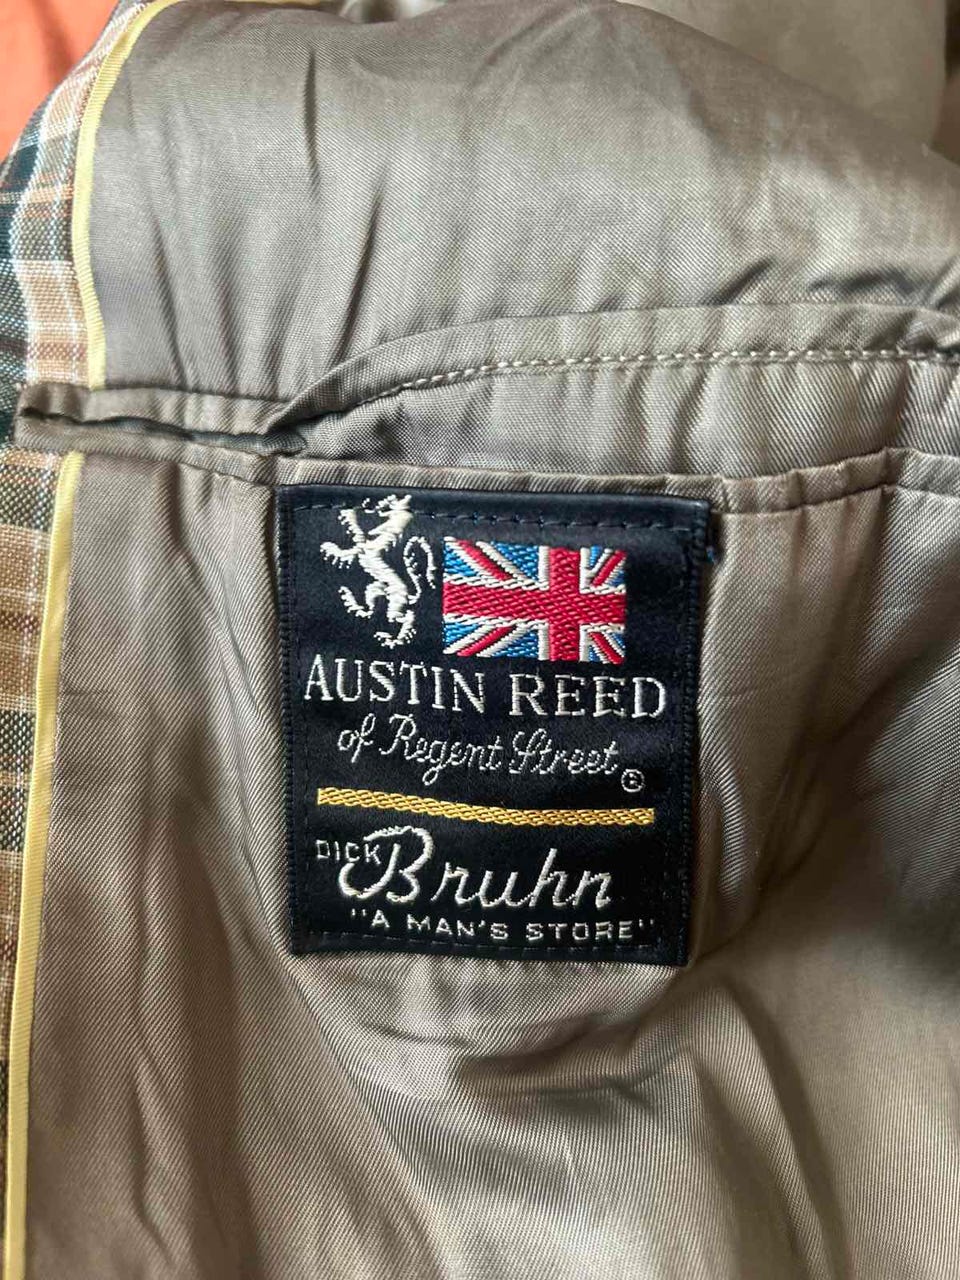 AUSTIN REED
of Regent Street ®
DICK Bruhn
"A MAN'S STORE"